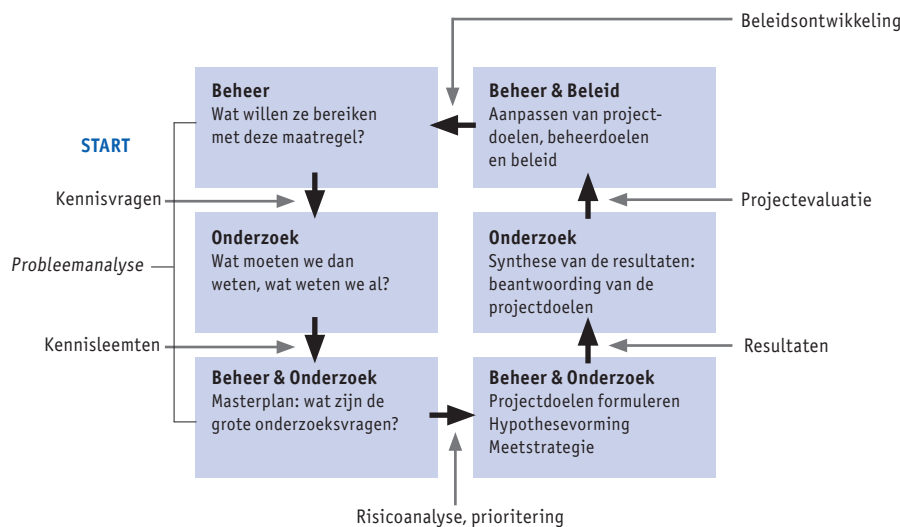 Beleidsontwikkeling
Beheer
Wat willen ze bereiken
met deze maatregel?
Beheer & Beleid
Aanpassen van project-
doelen, beheerdoelen
en beleid
START
Kennisvragen
Projectevaluatie
Onderzoek
Wat moeten we dan
weten, wat weten we al?
Onderzoek
Synthese van de resultaten:
beantwoording van de
projectdoelen
Probleemanalyse
Kennisleemten
Resultaten
Beheer & Onderzoek
Masterplan: wat zijn de
grote onderzoeksvragen?
Beheer & Onderzoek
Projectdoelen formuleren
Hypothesevorming
Meetstrategie
Risicoanalyse, prioritering